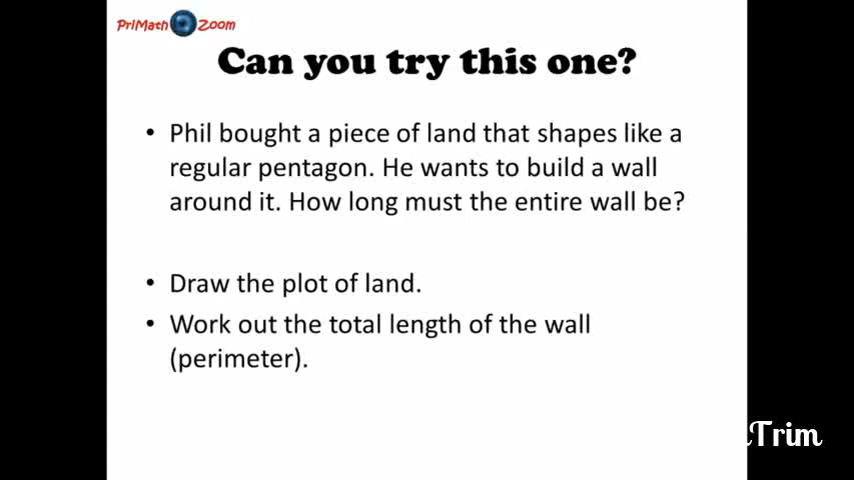 PriMath Zoom
Can you try this one?
• Phil bought a piece of land that shapes like a
regular pentagon. He wants to build a wall
around it. How long must the entire wall be?
• Draw the plot of land.
• Work out the total length of the wall
(perimeter).
Trim